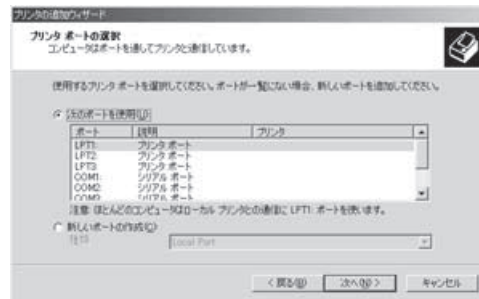 プリンタの追加ウィザード
プリンタ ポートの選択
コンピュータはポートを通してプリンタと通信しています。
使用するプリンタ ポートを選択してください。ポートが一覧にない場合、新しいポートを追加してください。
次のポートを使用(U)
ポート 説明 プリンタ
LPT1: プリンタ ポート
LPT2: プリンタ ポート
LPT3: プリンタ ポート
COM1: シリアル ポート
COM2: シリアル ポート
COM3: シリアル ポート
注意: ほとんどのコンピュータはローカル プリンタとの通信に LPT1: ポートを使います。
新しいポートの作成(C)
種類 Local Port
< 戻る(B) 次へ(N) > キャンセル